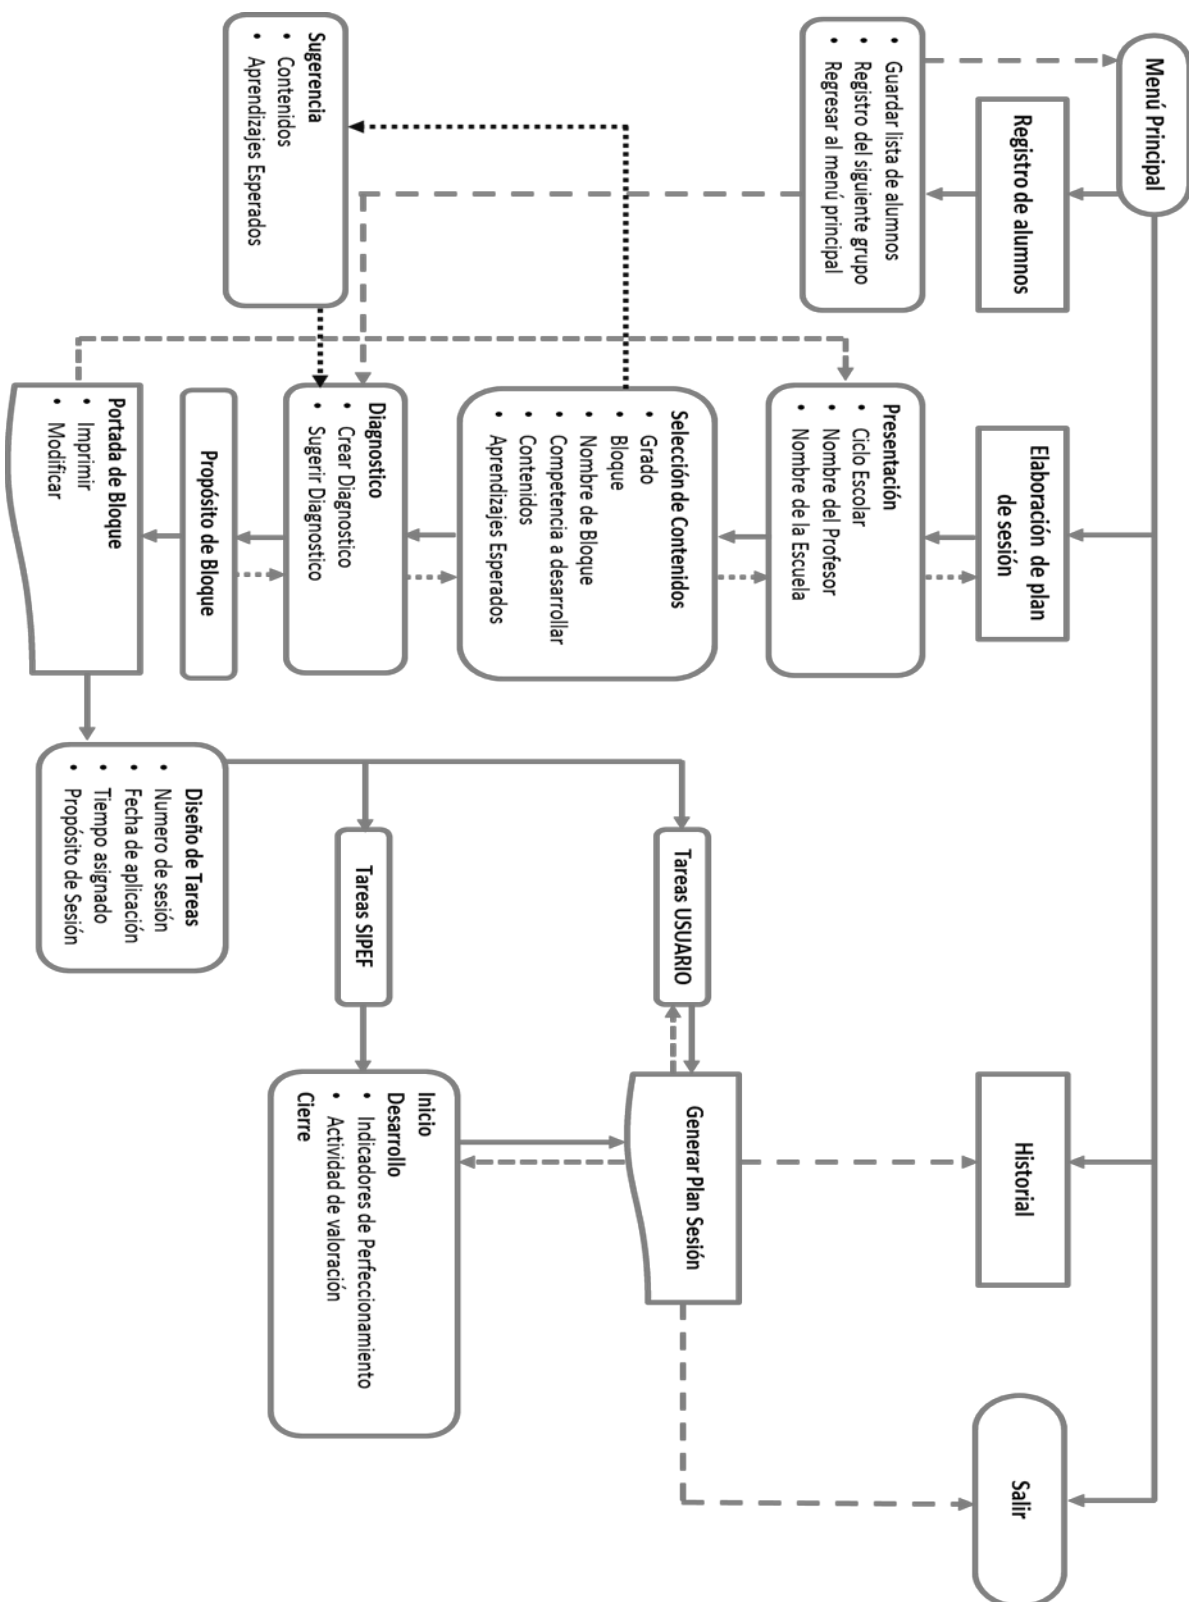 Menú Principal
Registro de alumnos
• Guardar lista de alumnos
• Registro del siguiente grupo
• Regresar al menú principal
Sugerencia
• Contenidos
• Aprendizajes Esperados
Elaboración de plan
de sesión
Presentación
• Ciclo Escolar
• Nombre del Profesor
• Nombre de la Escuela
Selección de Contenidos
• Grado
• Bloque
• Nombre de Bloque
• Competencia a desarrollar
• Contenidos
• Aprendizajes Esperados
Diagnostico
• Crear Diagnostico
• Sugerir Diagnostico
Propósito de Bloque
Portada de Bloque
• Imprimir
• Modificar
Diseño de Tareas
• Numero de sesión
• Fecha de aplicación
• Tiempo asignado
• Propósito de Sesión
Tareas USUARIO
Tareas SIPEF
Historial
Generar Plan Sesión
Inicio
Desarrollo
• Indicadores de Perfeccionamiento
• Actividad de valoración
Cierre
Salir